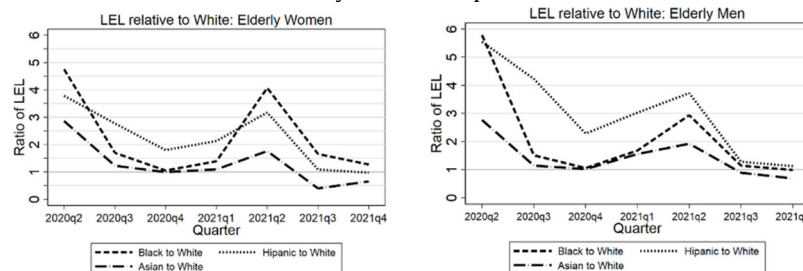 LEL relative to White: Elderly Women
Ratio of LEL
6
5
4
3
2
1
0
2020q2 2020q3 2020q4 2021q1 2021q2 2021q3 2021q4
Quarter
Black to White Hipanic to White
Asian to White
LEL relative to White: Elderly Men
Ratio of LEL
6
5
4
3
2
1
0
2020q2 2020q3 2020q4 2021q1 2021q2 2021q3 2021q4
Quarter
Black to White Hipanic to White
Asian to White